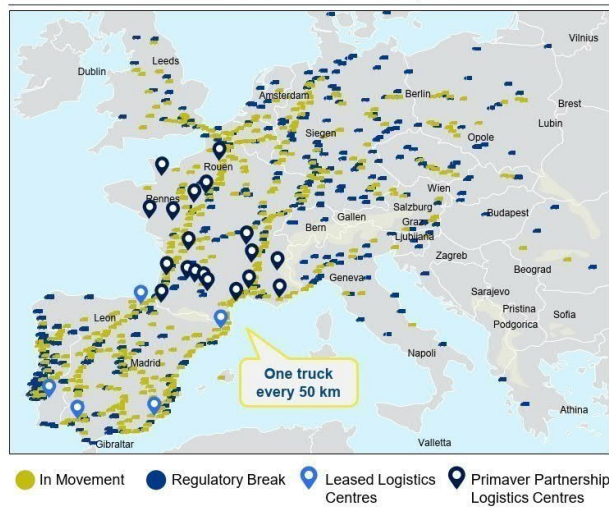 Vilnius
Dublin
Leeds
Amsterdam
Berlin
Brest
Lubin
Siegen
Opole
Rouen
Rennes
Wien
Salzburg
Budapest
Gallen
Graz
Bern
Ljubljana
Zagreb
Geneva
Beograd
Sarajevo
Leon
Pristina
Sofia
Podgorica
Madrid
Napoli
One truck
every 50 km
Athina
Gibraltar
Valletta
In Movement
Regulatory Break
Leased Logistics
Centres
Primaver Partnership
Logistics Centres